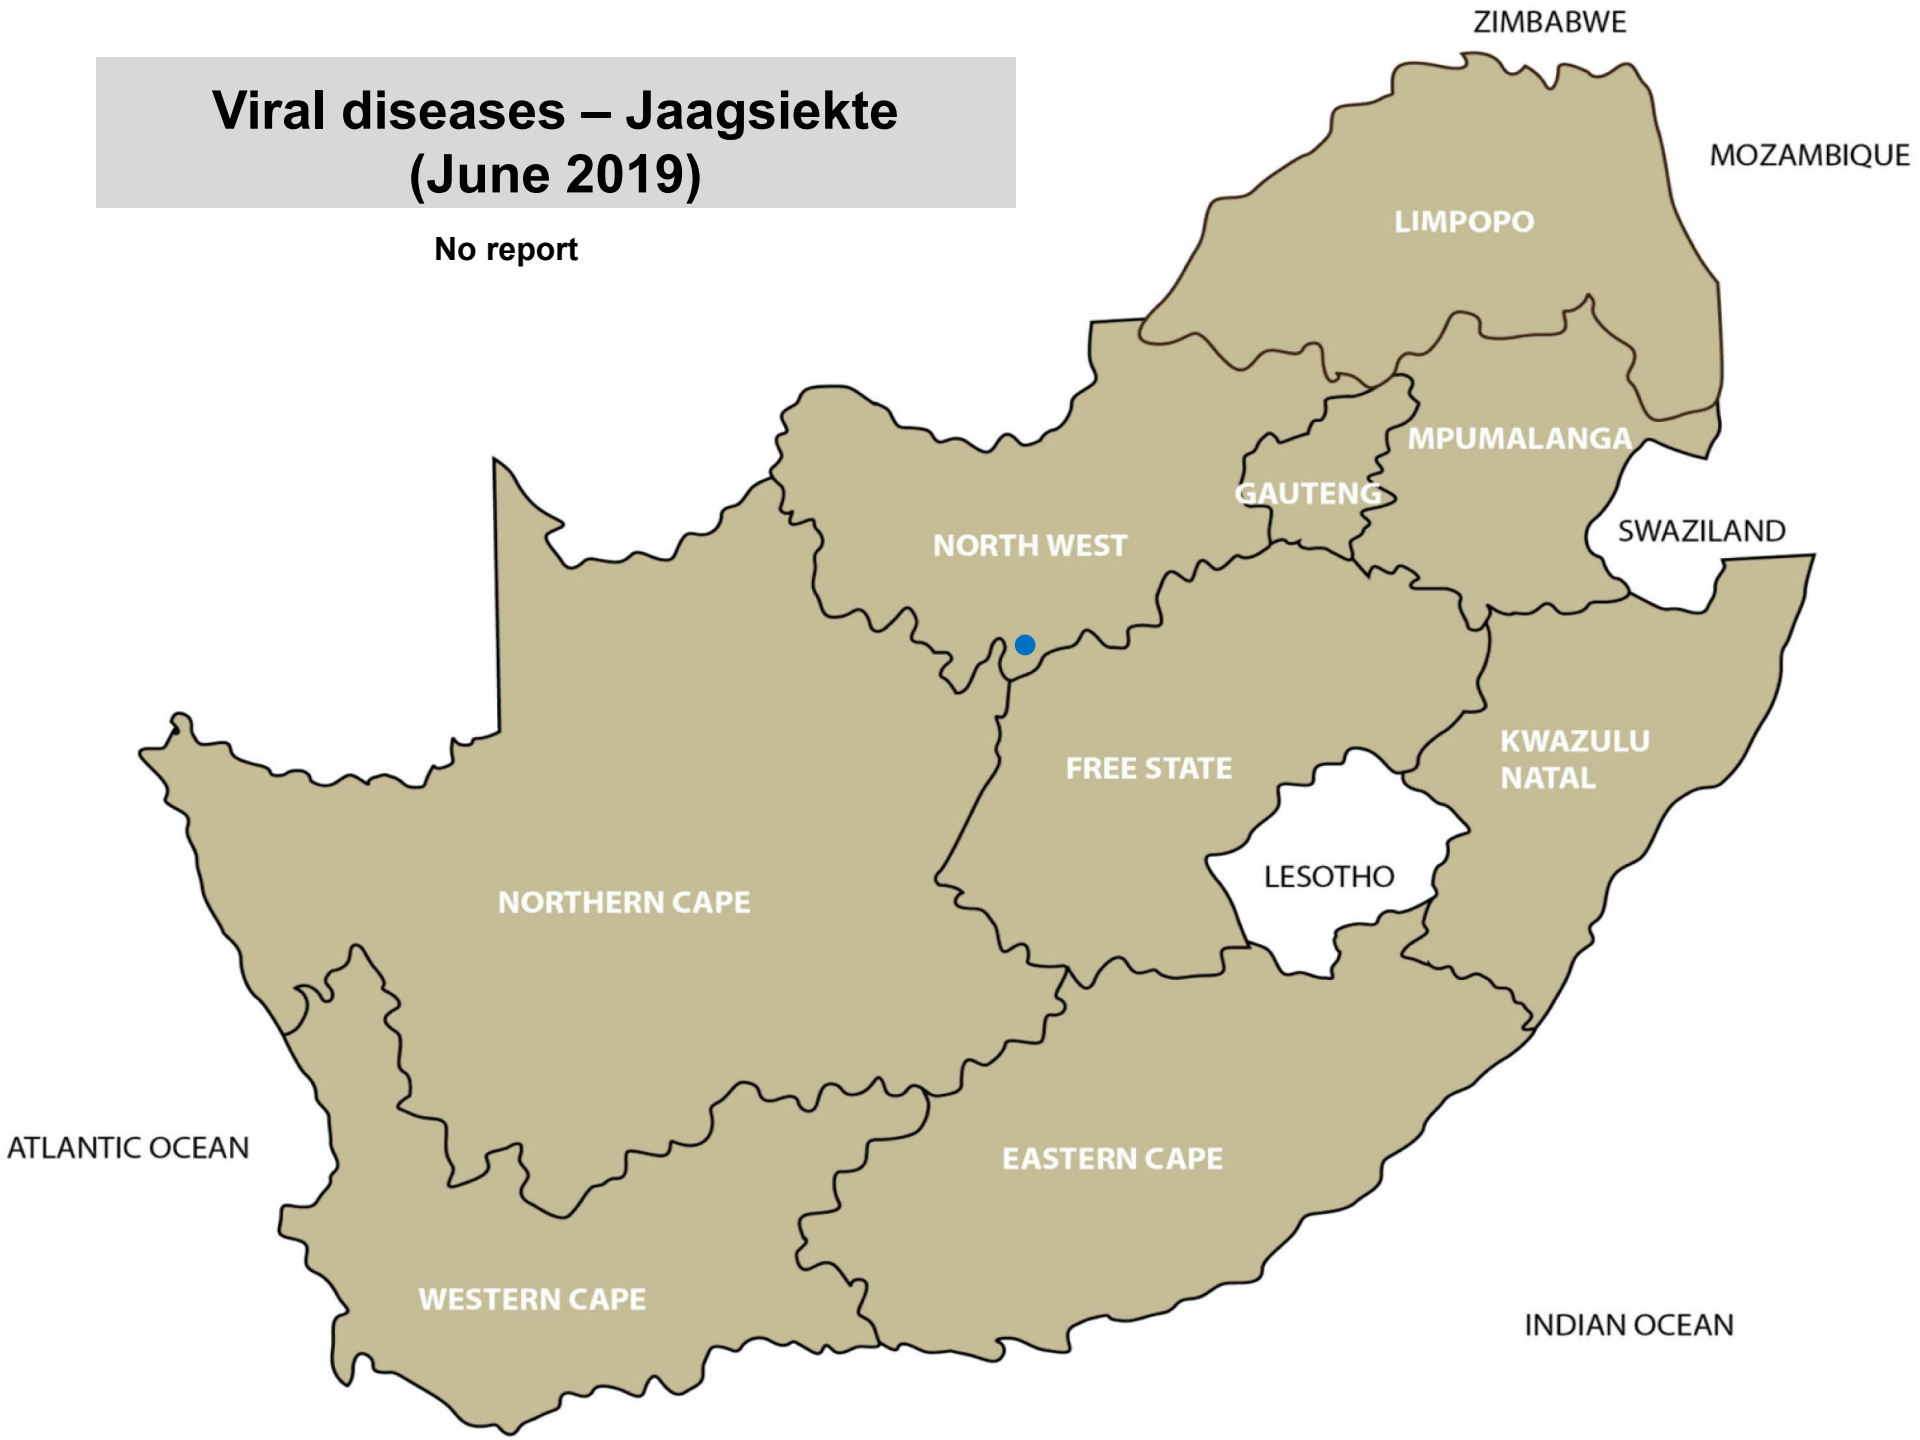 ZIMBABWE
Viral diseases – Jaagsiekte
(June 2019)
MOZAMBIQUE
LIMPOPO
No report
MPUMALANGA
GAUTENG
SWAZILAND
NORTH WEST
KWAZULU
NATAL
FREE STATE
LESOTHO
NORTHERN CAPE
ATLANTIC OCEAN
EASTERN CAPE
WESTERN CAPE
INDIAN OCEAN